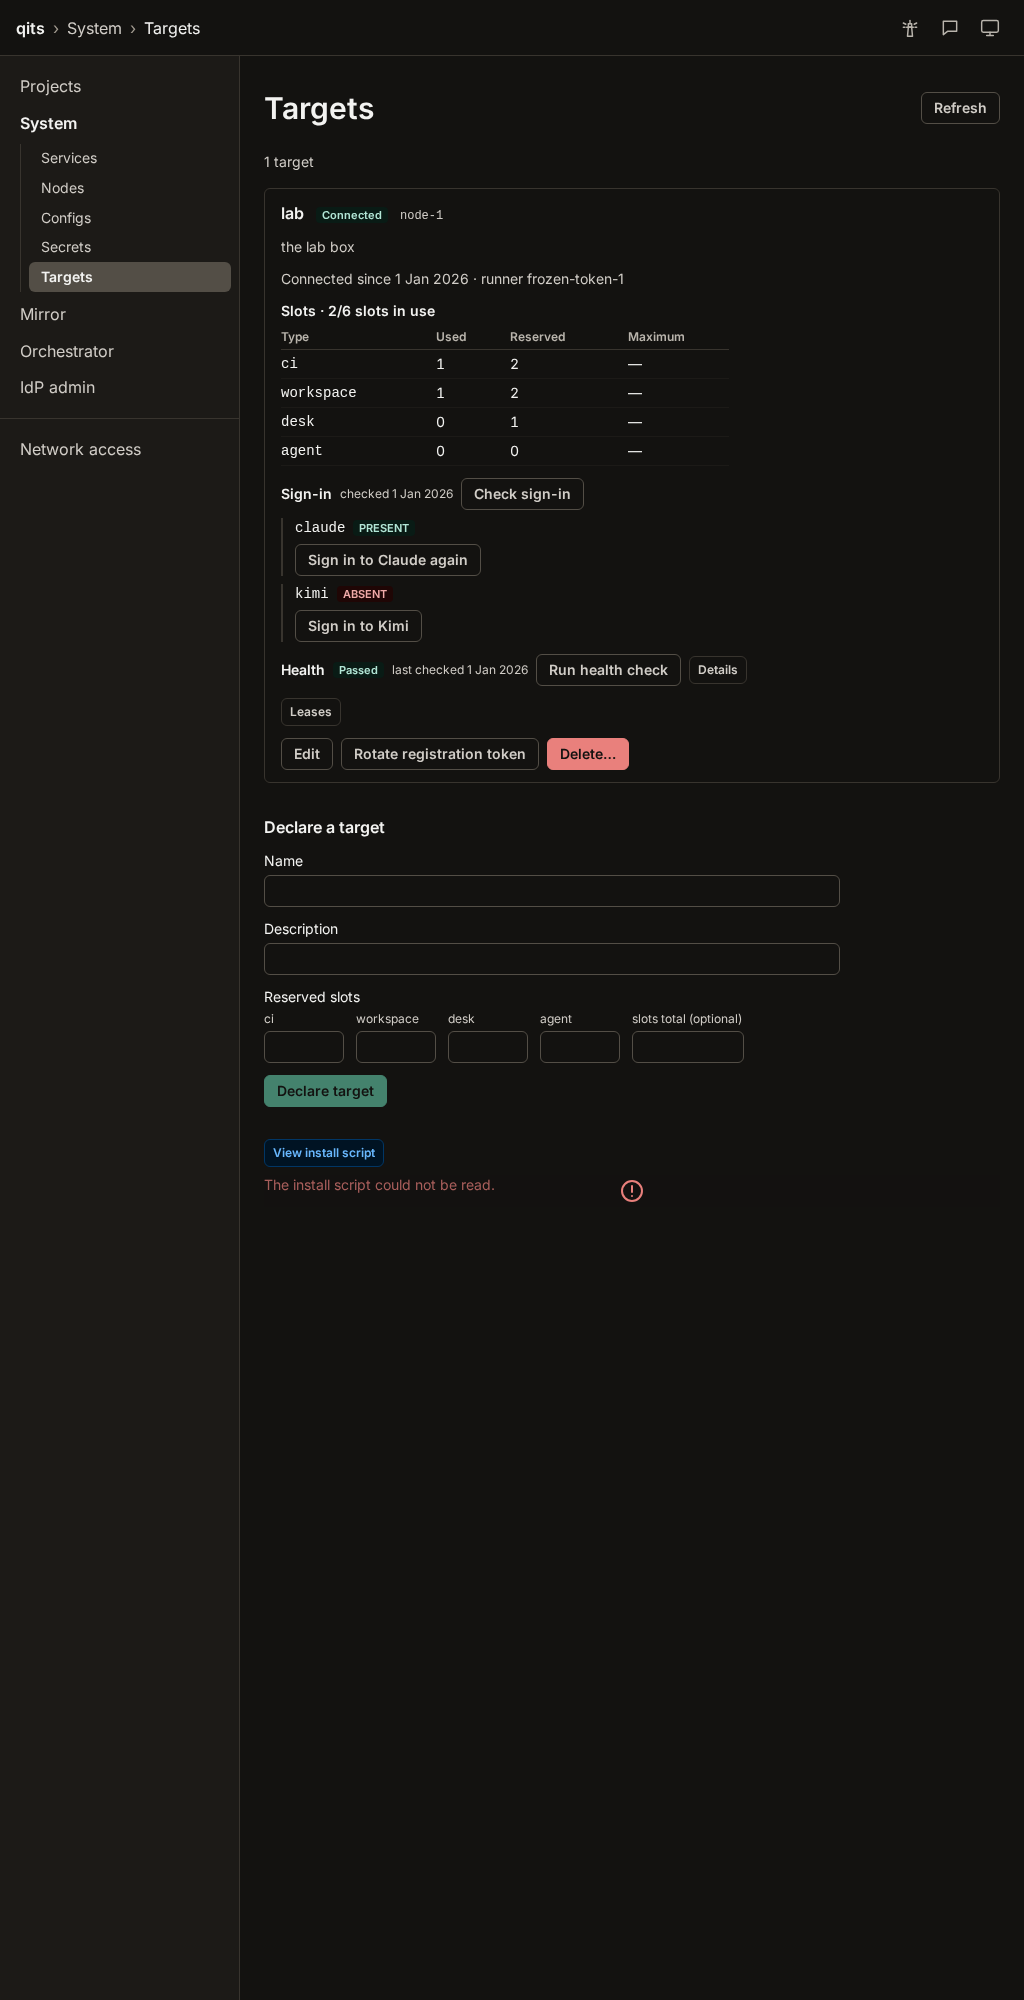 qits › System › Targets
Projects
System
Services
Nodes
Configs
Secrets
Targets
Mirror
Orchestrator
IdP admin
Network access
Targets
Refresh
1 target
lab Connected node-1
the lab box
Connected since 1 Jan 2026 · runner frozen-token-1
Slots · 2/6 slots in use
Type Used Reserved Maximum
ci 1 2 —
workspace 1 2 —
desk 0 1 —
agent 0 0 —
Sign-in checked 1 Jan 2026 Check sign-in
claude PRESENT
Sign in to Claude again
kimi ABSENT
Sign in to Kimi
Health Passed last checked 1 Jan 2026 Run health check Details
Leases
Edit Rotate registration token Delete…
Declare a target
Name
Description
Reserved slots
ci workspace desk agent slots total (optional)
Declare target
View install script
The install script could not be read.